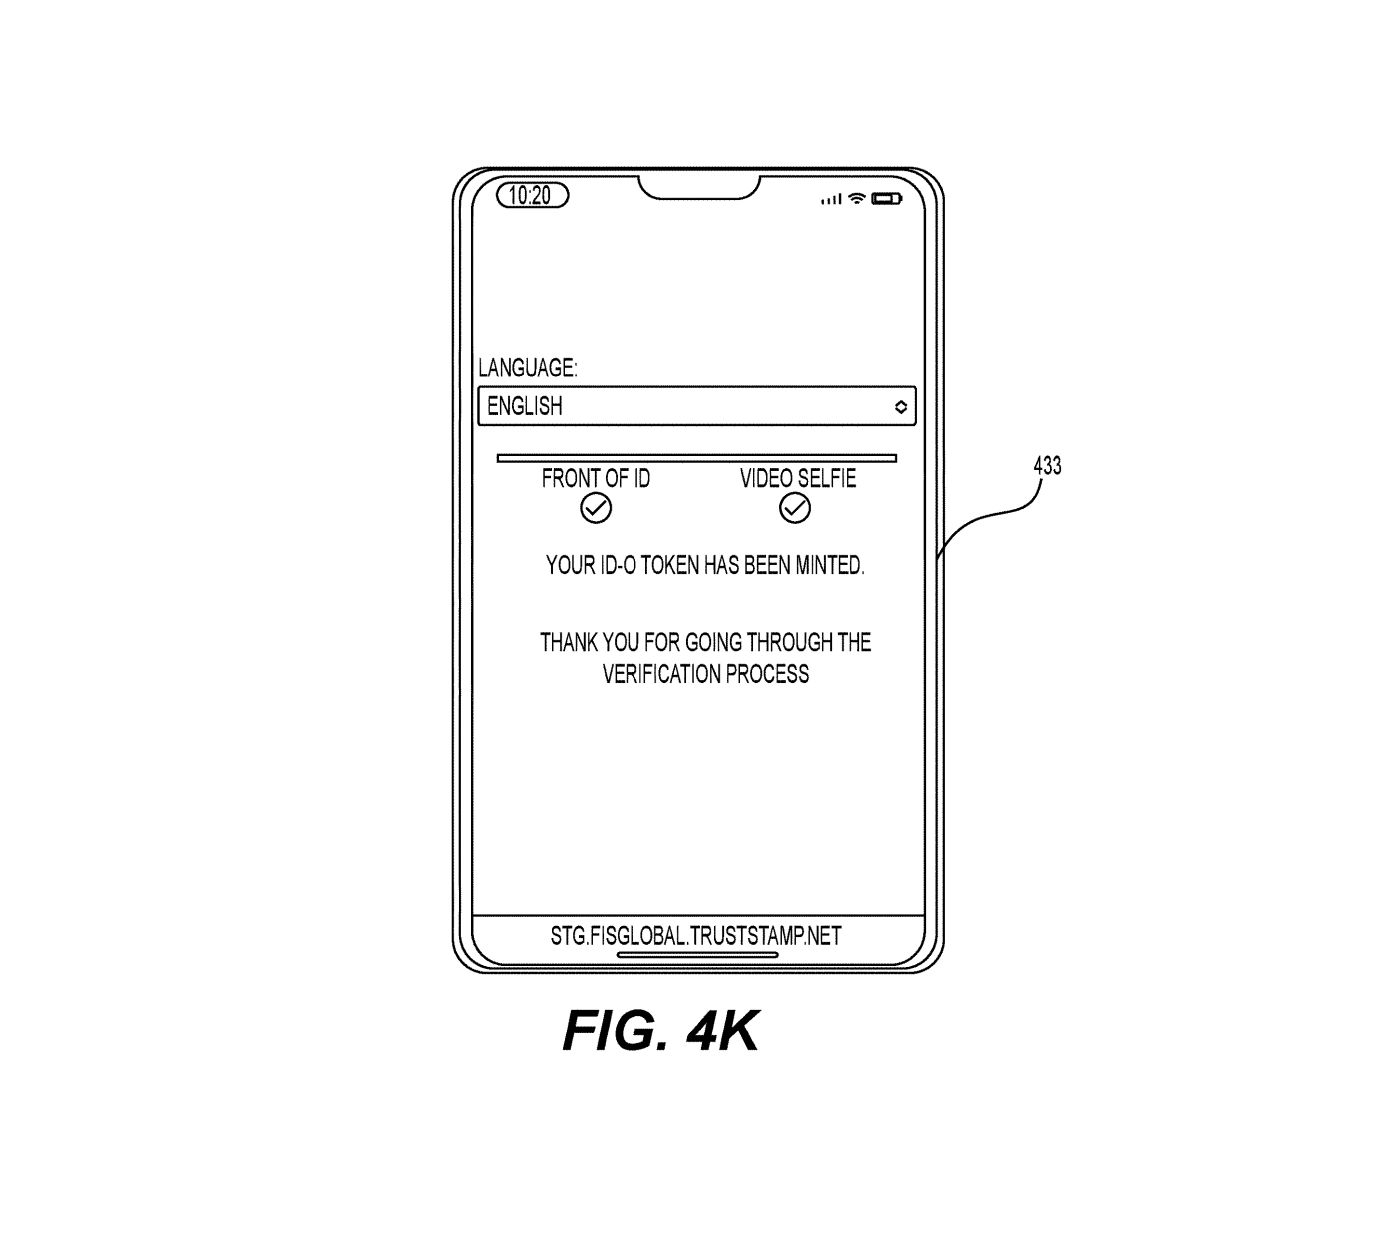 10:20
LANGUAGE:
ENGLISH
FRONT OF ID VIDEO SELFIE
433
YOUR ID-O TOKEN HAS BEEN MINTED.
THANK YOU FOR GOING THROUGH THE
VERIFICATION PROCESS
STG.FISGLOBAL.TRUSTSTAMP.NET
FIG. 4K